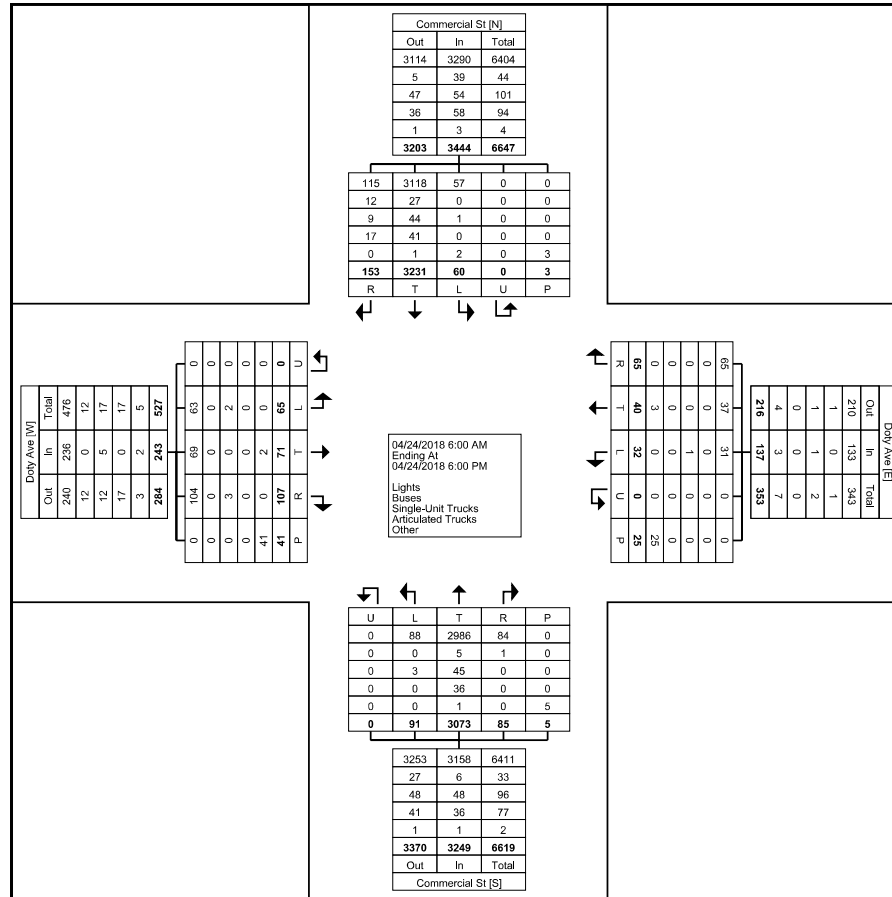 Commercial St [N]
Out In Total
3114 3290 6404
5 39 44
47 54 101
36 58 94
1 3 4
3203 3444 6647
115 3118 57 0 0
12 27 0 0 0
9 44 1 0 0
17 41 0 0 0
0 1 2 0 3
153 3231 60 0 3
R T L U P
Doty Ave [W]
Out In Total
240 236 476
12 0 12
12 5 17
17 0 17
3 2 5
284 243 527
0 63 69 104 0
0 0 0 0 0
0 2 0 3 0
0 0 0 0 0
0 0 2 0 41
0 65 71 107 41
U L T R P
04/24/2018 6:00 AM
Ending At
04/24/2018 6:00 PM
Lights
Buses
Single-Unit Trucks
Articulated Trucks
Other
Doty Ave [E]
Out In Total
210 133 343
1 0 1
1 1 2
0 0 0
4 3 7
216 137 353
65 37 31 0 0
0 0 0 0 0
0 0 1 0 0
0 0 0 0 0
0 3 0 0 25
65 40 32 0 25
R T L U P
U L T R P
0 88 2986 84 0
0 0 5 1 0
0 3 45 0 0
0 0 36 0 0
0 0 1 0 5
0 91 3073 85 5
3253 3158 6411
27 6 33
48 48 96
41 36 77
1 1 2
3370 3249 6619
Out In Total
Commercial St [S]